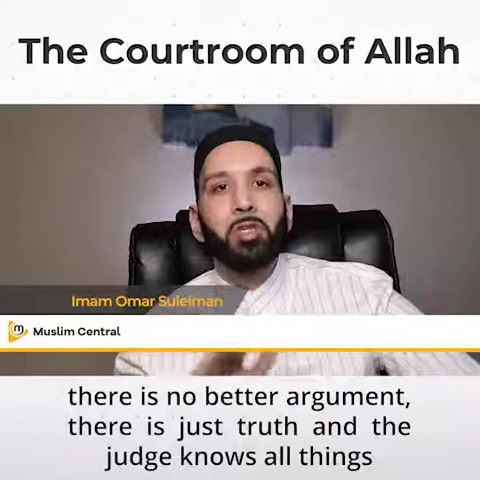 The Courtroom of Allah
Imam Omar Suleiman
m Muslim Central
there is no better argument,
there is just truth and the
judge knows all things